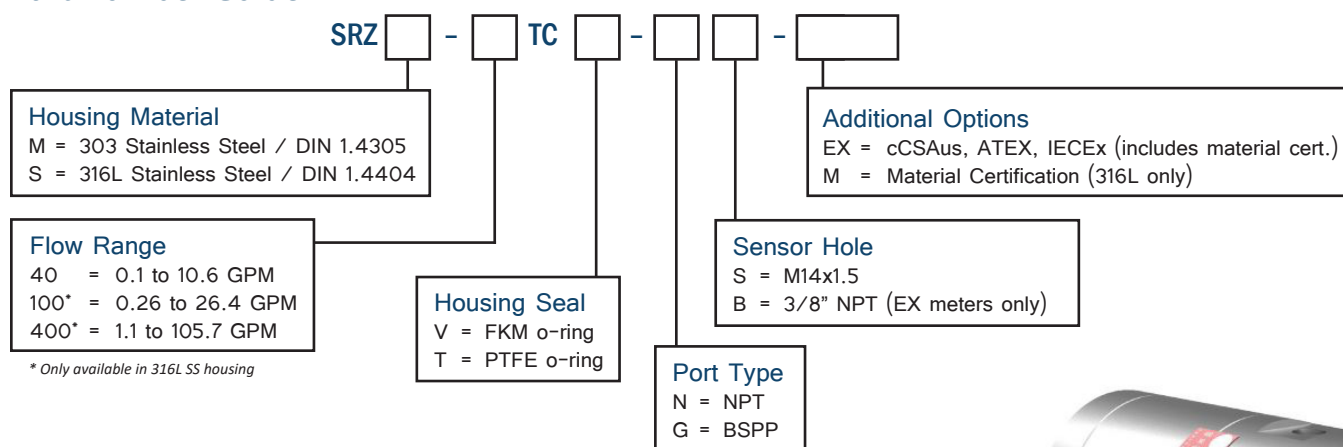 SRZ - TC - -
Housing Material
M = 303 Stainless Steel / DIN 1.4305
S = 316L Stainless Steel / DIN 1.4404
Additional Options
EX = cCSAus, ATEX, IECEx (includes material cert.)
M = Material Certification (316L only)
Flow Range
40 = 0.1 to 10.6 GPM
100* = 0.26 to 26.4 GPM
400* = 1.1 to 105.7 GPM
* Only available in 316L SS housing
Housing Seal
V = FKM o-ring
T = PTFE o-ring
Sensor Hole
S = M14x1.5
B = 3/8” NPT (EX meters only)
Port Type
N = NPT
G = BSPP